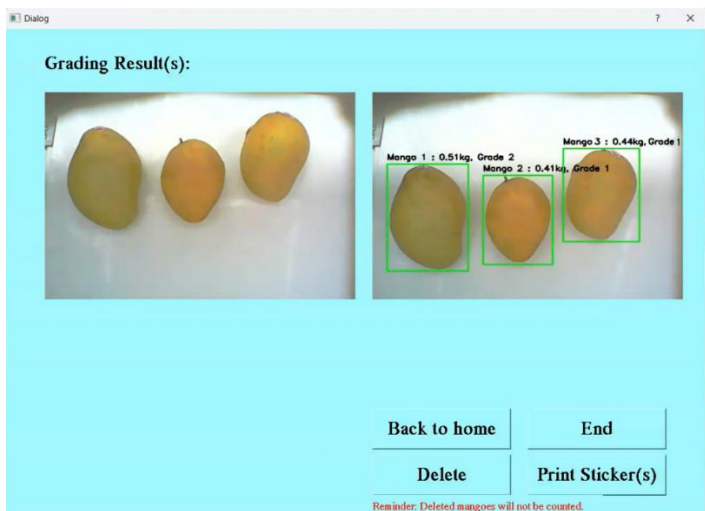 Dialog
? ×
Grading Result(s):
Mango 1 : 0.51kg, Grade 2
Mango 2 : 0.41kg, Grade 1
Mango 3 : 0.44kg, Grade 1
Back to home
End
Delete
Print Sticker(s)
Reminder: Deleted mangoes will not be counted.